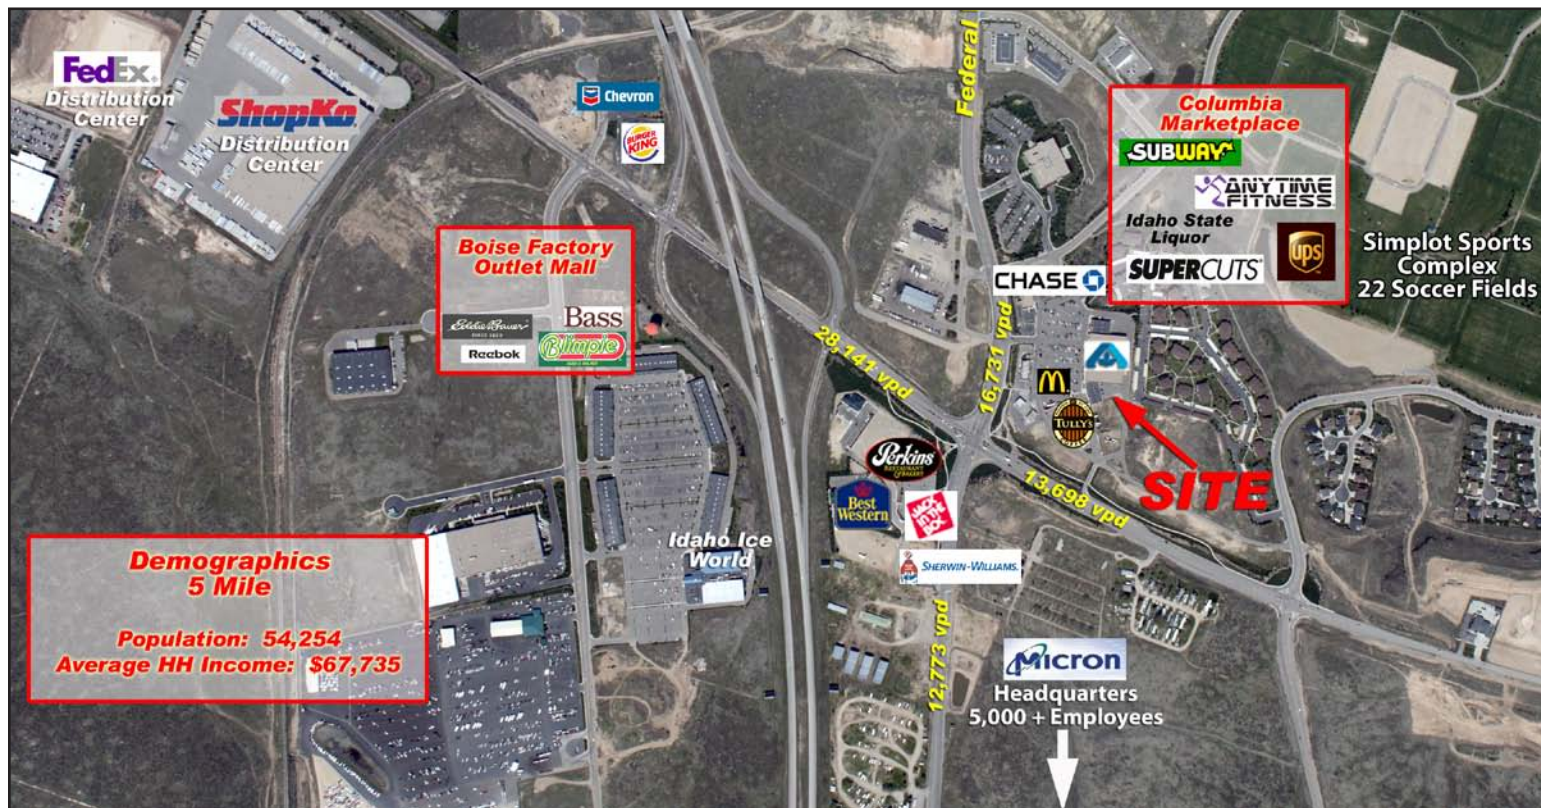 FedEx.
Distribution
Center
ShopKo
Distribution
Center
Chevron
BURGER
KING
Federal
Columbia
Marketplace
SUBWAY
ANYTIME
FITNESS
Idaho State
Liquor
SUPERCUTS
ups
Simplot Sports
Complex
22 Soccer Fields
Boise Factory
Outlet Mall
Eddie Bauer
Bass
Reebok
Blimpie
CHASE
28,141 vpd
16,731 vpd
M
TULLY'S
COFFEE
SITE
13,698 vpd
Perkins
RESTAURANT
& BAKERY
Best
Western
JACK
IN THE
BOX
Idaho Ice
World
SHERWIN-WILLIAMS.
12,773 vpd
Demographics
5 Mile
Population: 54,254
Average HH Income: $67,735
Micron
Headquarters
5,000 + Employees